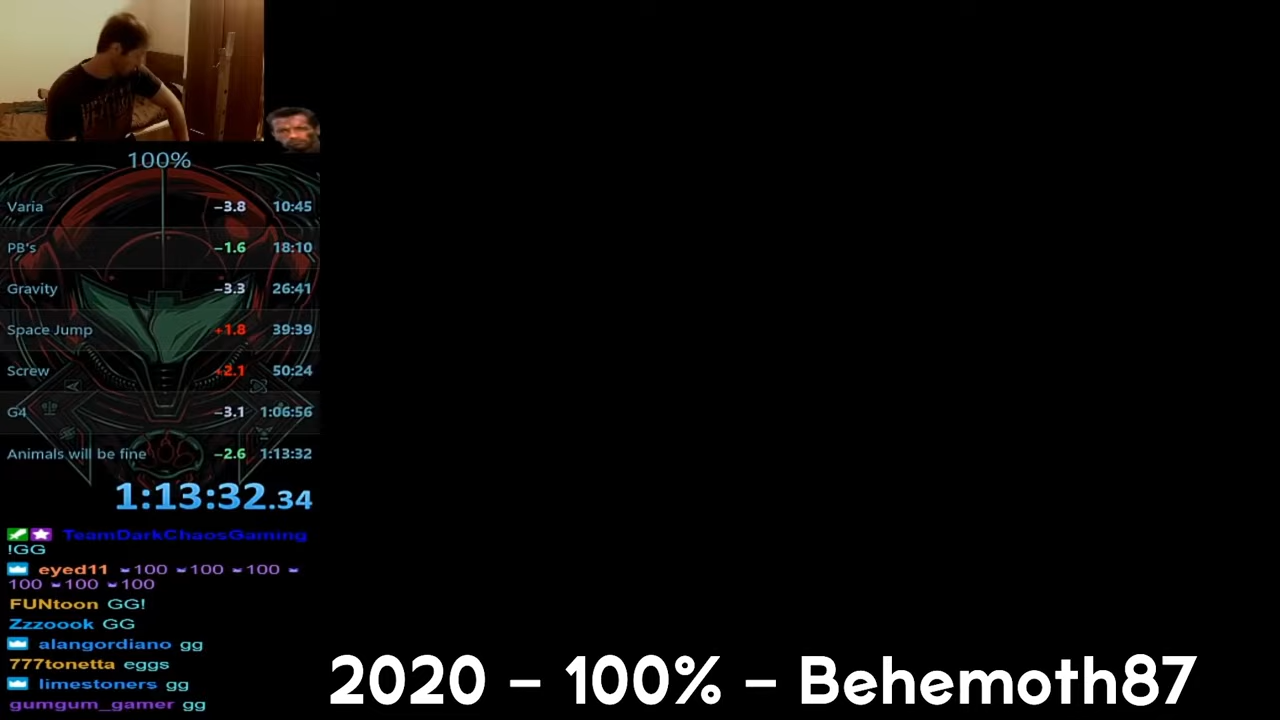 100%
Varia −3.8 10:45
PB's −1.6 18:10
Gravity −3.3 26:41
Space Jump +1.8 39:39
Screw +2.1 50:24
G4 −3.1 1:06:56
Animals will be fine −2.6 1:13:32
1:13:32.34
TeamDarkChaosGaming
!GG
eyed11 100 100 100
100 100 100
FUNtoon GG!
Zzzoook GG
alangordiano gg
777tonetta eggs
limestoners gg
gumgum_gamer gg
2020 – 100% – Behemoth87